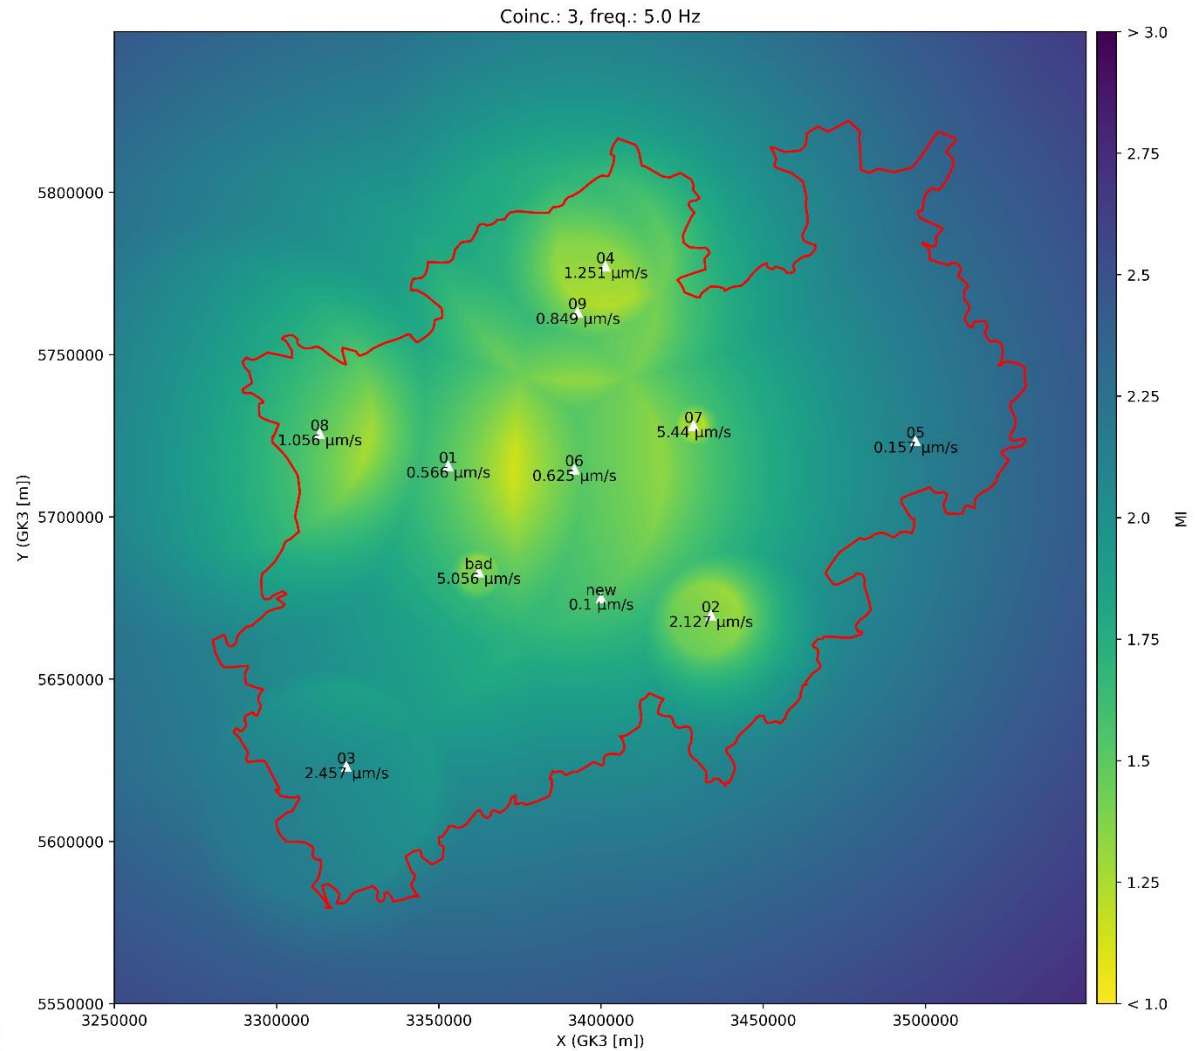 Coinc.: 3, freq.: 5.0 Hz
> 3.0
5800000
2.75
04
1.251 µm/s
2.5
09
0.849 µm/s
5750000
2.25
08
1.056 µm/s
07
5.44 µm/s
05
0.157 µm/s
01
0.566 µm/s
06
0.625 µm/s
Y (GK3 [m])
5700000
2.0
MI
bad
5.056 µm/s
new
0.1 µm/s
02
2.127 µm/s
1.75
5650000
03
2.457 µm/s
1.5
5600000
1.25
5550000
< 1.0
3250000 3300000 3350000 3400000 3450000 3500000
X (GK3 [m])